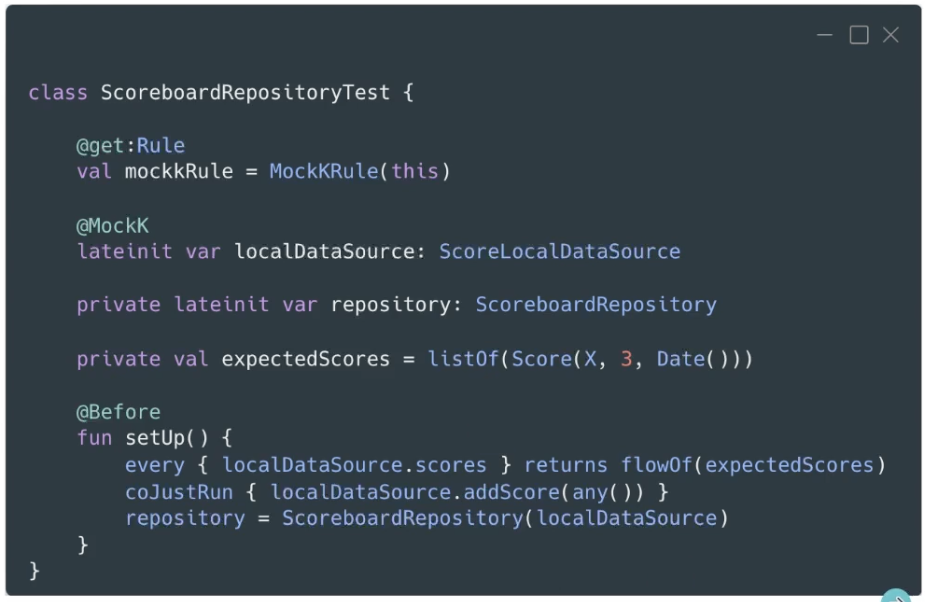 class ScoreboardRepositoryTest {
@get:Rule
val mockkRule = MockKRule(this)
@MockK
lateinit var localDataSource: ScoreLocalDataSource
private lateinit var repository: ScoreboardRepository
private val expectedScores = listOf(Score(X, 3, Date()))
@Before
fun setUp() {
every { localDataSource.scores } returns flowOf(expectedScores)
coJustRun { localDataSource.addScore(any()) }
repository = ScoreboardRepository(localDataSource)
}
}